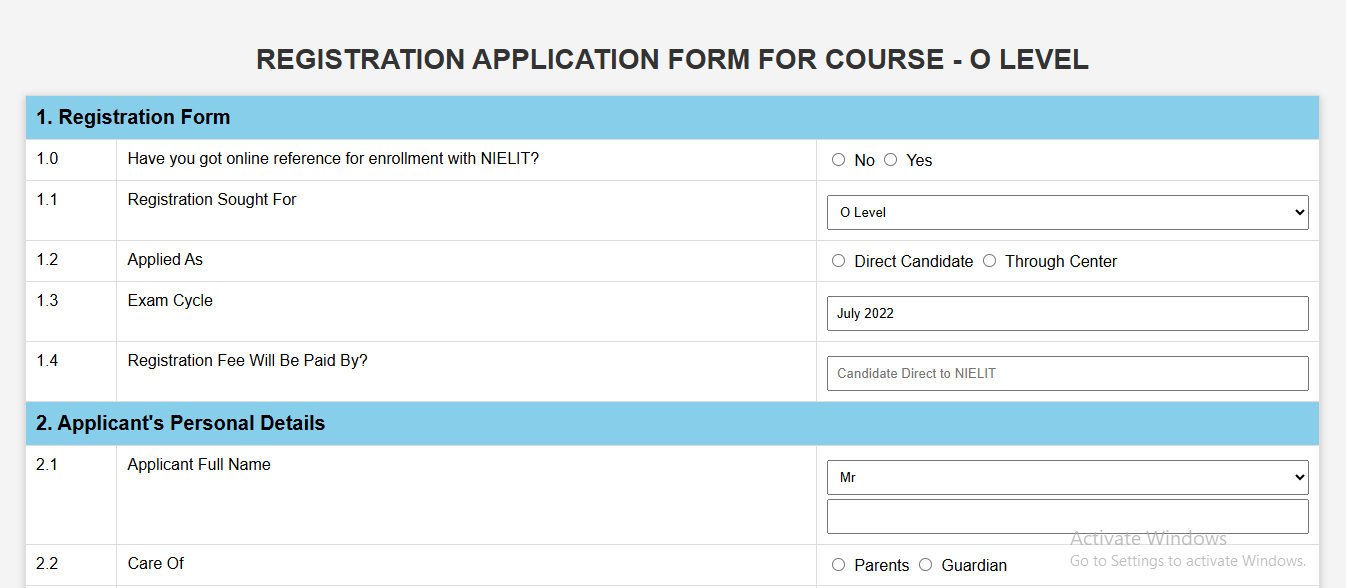 REGISTRATION APPLICATION FORM FOR COURSE - O LEVEL
1. Registration Form
1.0 Have you got online reference for enrollment with NIELIT? No Yes
1.1 Registration Sought For O Level
1.2 Applied As Direct Candidate Through Center
1.3 Exam Cycle July 2022
1.4 Registration Fee Will Be Paid By? Candidate Direct to NIELIT
2. Applicant's Personal Details
2.1 Applicant Full Name Mr
Activate Windows
2.2 Care Of Parents Guardian
Go to Settings to activate Windows.